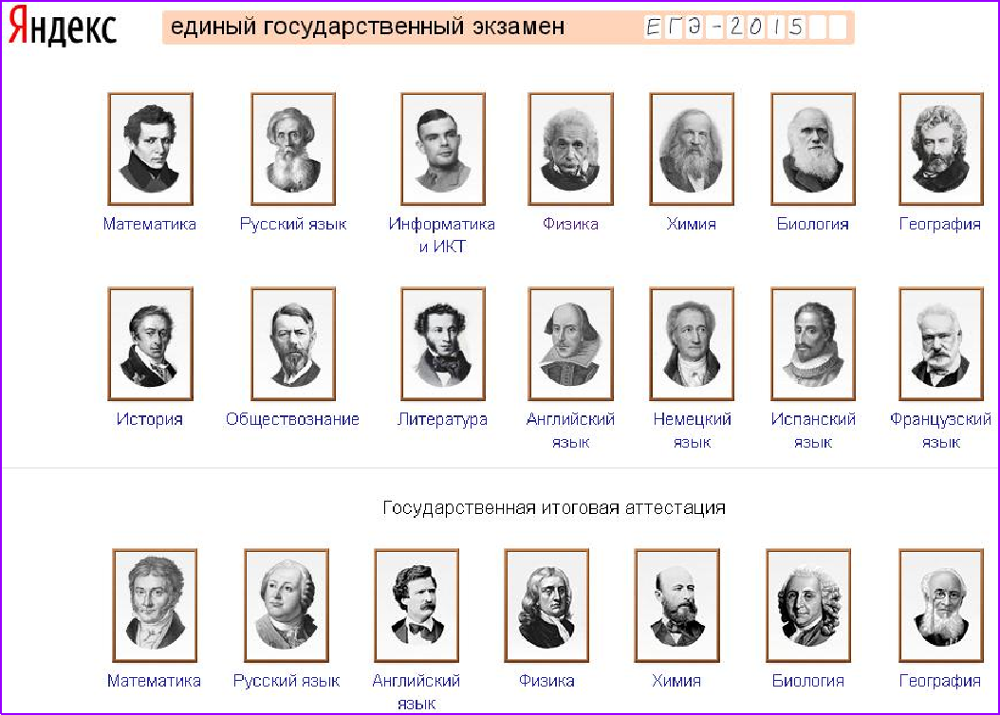 Яндекс единый государственный экзамен ЕГЭ-2015
Математика Русский язык Информатика и ИКТ Физика Химия Биология География
История Обществознание Литература Английский язык Немецкий язык Испанский язык Французский язык
Государственная итоговая аттестация
Математика Русский язык Английский язык Физика Химия Биология География